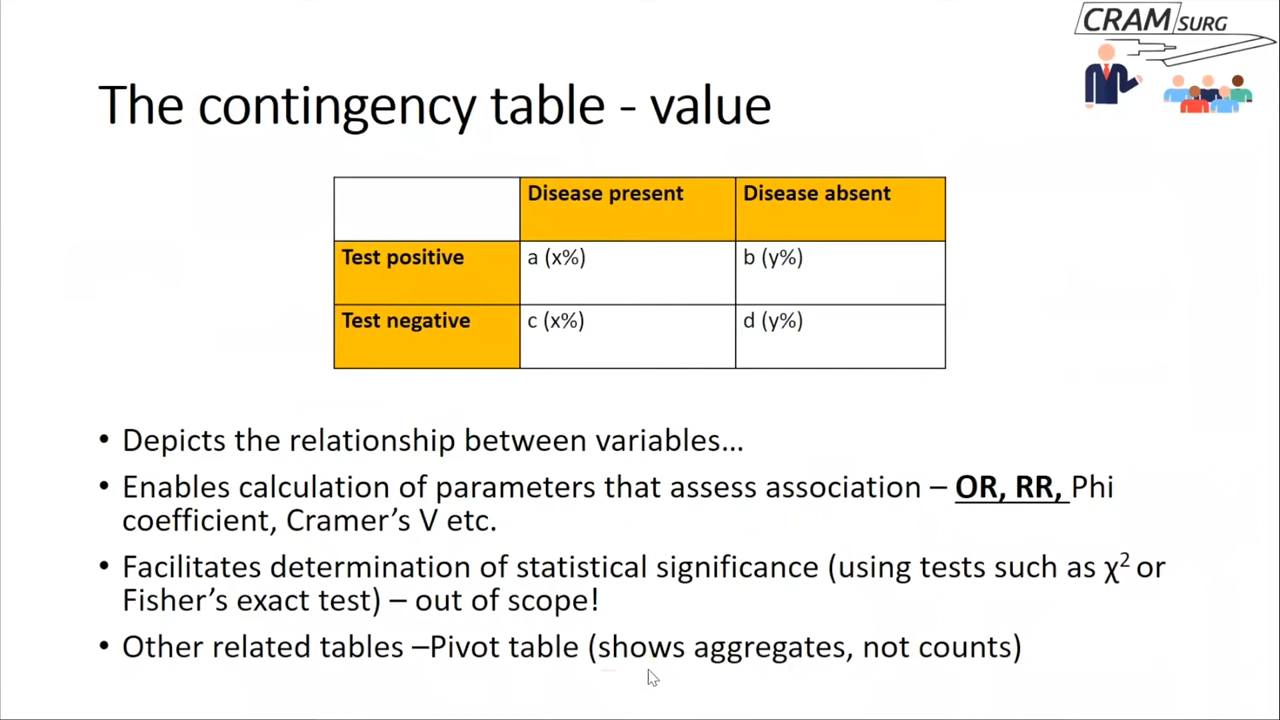 CRAM SURG
The contingency table - value
Disease present Disease absent
Test positive a (x%) b (y%)
Test negative c (x%) d (y%)
• Depicts the relationship between variables…
• Enables calculation of parameters that assess association – OR, RR, Phi
coefficient, Cramer’s V etc.
• Facilitates determination of statistical significance (using tests such as χ² or
Fisher’s exact test) – out of scope!
• Other related tables –Pivot table (shows aggregates, not counts)